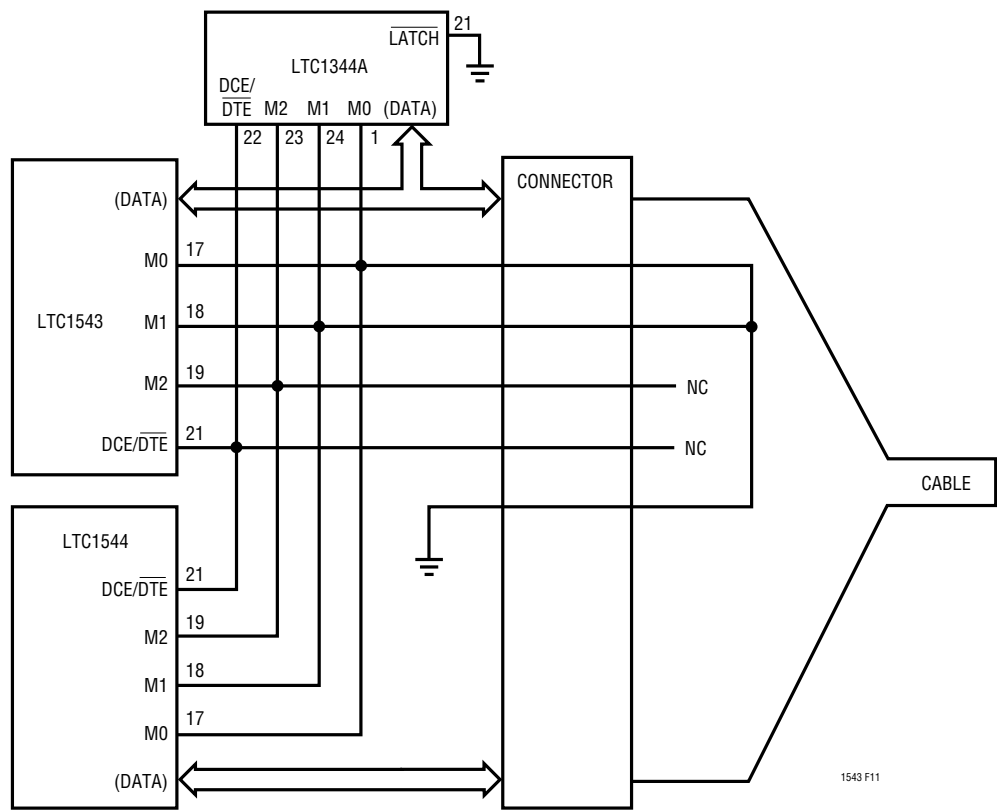 21
LATCH
LTC1344A
DCE/
DTE M2 M1 M0 (DATA)
22 23 24 1
CONNECTOR
(DATA)
M0 17
LTC1543
M1 18
M2 19
NC
DCE/DTE 21
NC
CABLE
LTC1544
DCE/DTE 21
M2 19
M1 18
M0 17
(DATA)
1543 F11